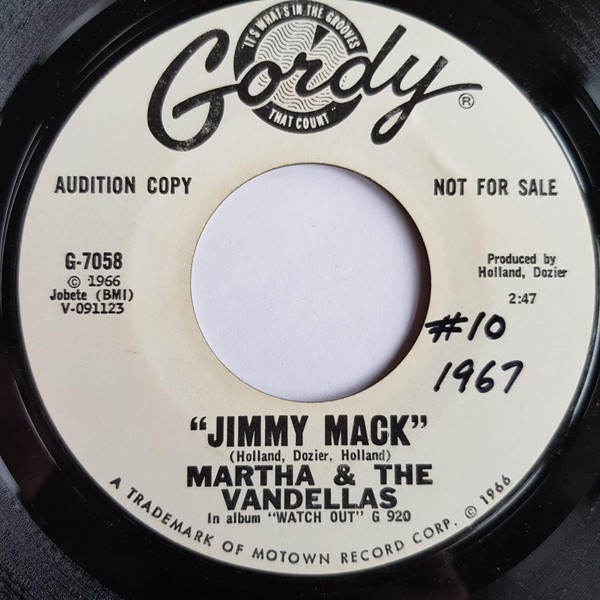 IT'S WHAT'S IN THE GROOVES
THAT COUNT
Gordy ®
AUDITION COPY
NOT FOR SALE
G-7058
© 1966
Jobete (BMI)
V-091123
Produced by
Holland, Dozier
2:47
#10
1967
"JIMMY MACK"
(Holland, Dozier, Holland)
MARTHA & THE
VANDELLAS
In album "WATCH OUT" G 920
A TRADEMARK OF MOTOWN RECORD CORP. © 1966